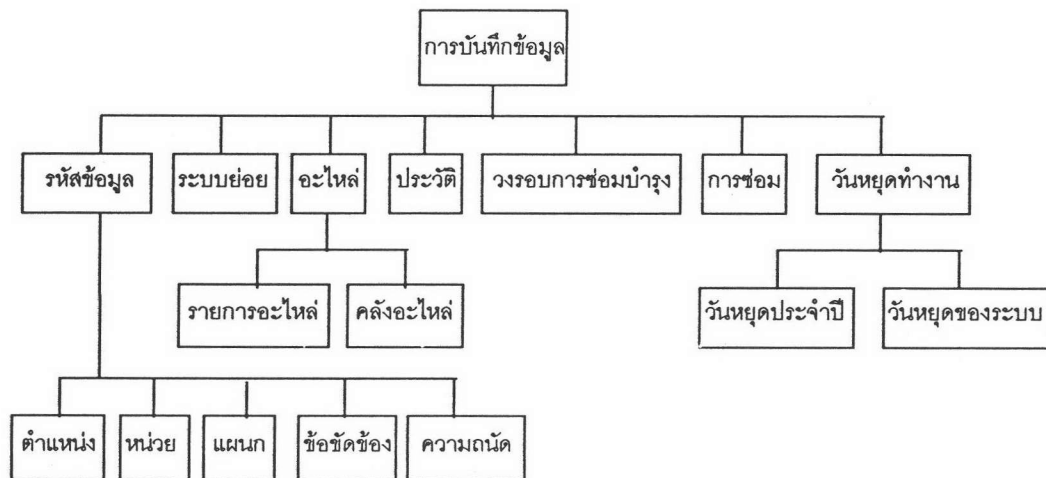 การบันทึกข้อมูล
รหัสข้อมูล
ระบบย่อย
อะไหล่
ประวัติ
วงรอบการซ่อมบำรุง
การซ่อม
วันหยุดทำงาน
รายการอะไหล่
คลังอะไหล่
วันหยุดประจำปี
วันหยุดของระบบ
ตำแหน่ง
หน่วย
แผนก
ข้อขัดข้อง
ความถนัด